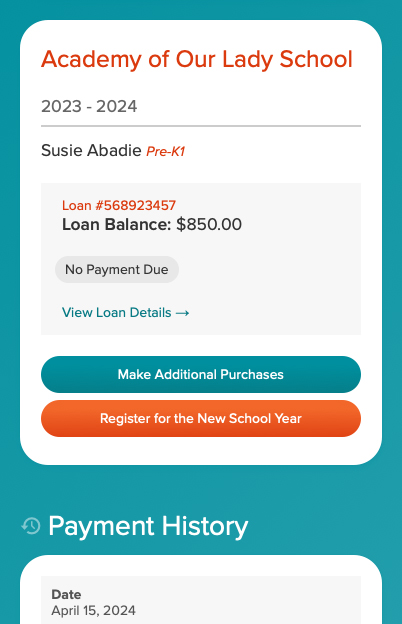 Academy of Our Lady School
2023 - 2024
Susie Abadie Pre-K1
Loan #568923457
Loan Balance: $850.00
No Payment Due
View Loan Details →
Make Additional Purchases
Register for the New School Year
Payment History
Date
April 15, 2024